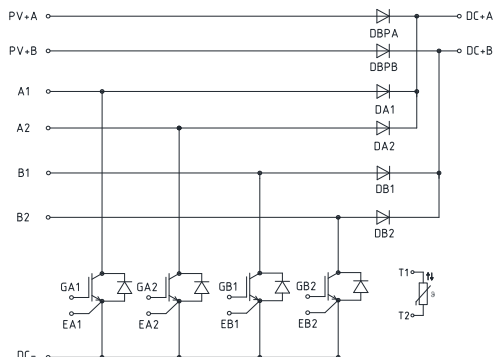 PV+A DC+A
DBPA
PV+B DC+B
DBPB
A1
DA1
A2
DA2
B1
DB1
B2
DB2
GA1 GA2 GB1 GB2 T1
EA1 EA2 EB1 EB2 T2
DC-